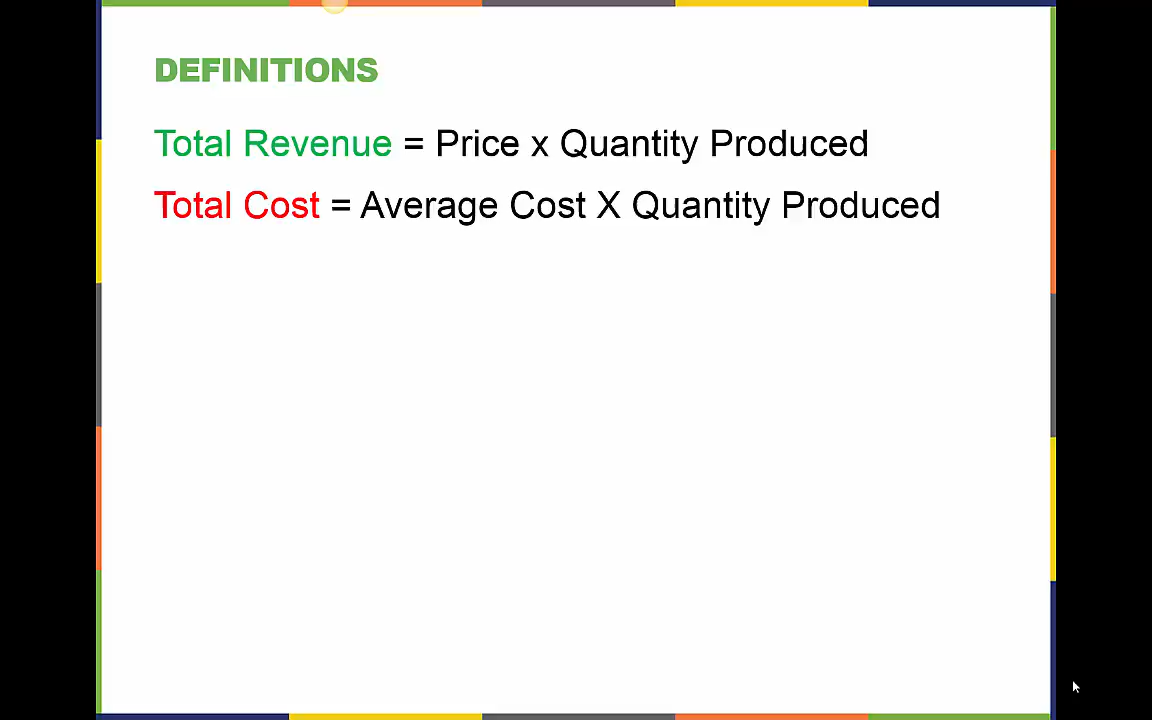 DEFINITIONS
Total Revenue = Price x Quantity Produced
Total Cost = Average Cost X Quantity Produced